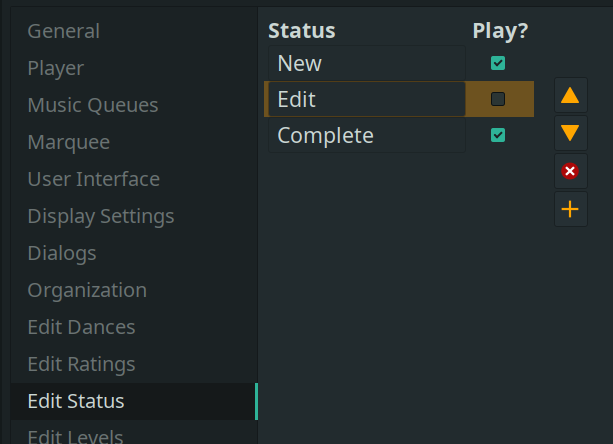 General
Player
Music Queues
Marquee
User Interface
Display Settings
Dialogs
Organization
Edit Dances
Edit Ratings
Edit Status
Edit Levels
Status Play?
New
Edit
Complete